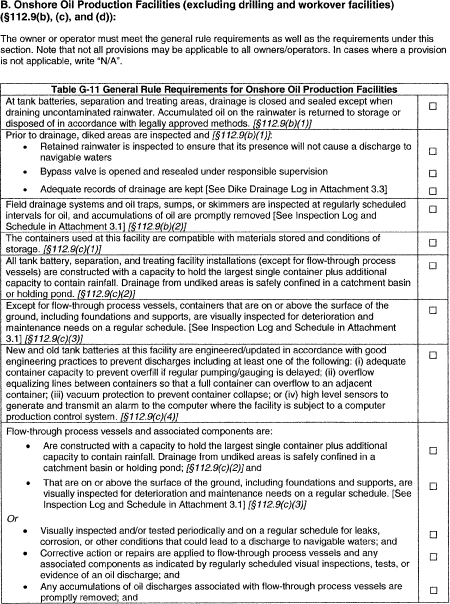 B. Onshore Oil Production Facilities (excluding drilling and workover facilities)
(§112.9(b), (c), and (d)):
The owner or operator must meet the general rule requirements as well as the requirements under this
section. Note that not all provisions may be applicable to all owners/operators. In cases where a provision
is not applicable, write “N/A”.
Table G-11 General Rule Requirements for Onshore Oil Production Facilities
At tank batteries, separation and treating areas, drainage is closed and sealed except when
draining uncontaminated rainwater. Accumulated oil on the rainwater is returned to storage or
disposed of in accordance with legally approved methods. [§112.9(b)(1)]
Prior to drainage, diked areas are inspected and [§112.9(b)(1)]:
• Retained rainwater is inspected to ensure that its presence will not cause a discharge to
navigable waters
• Bypass valve is opened and resealed under responsible supervision
• Adequate records of drainage are kept [See Dike Drainage Log in Attachment 3.3]
Field drainage systems and oil traps, sumps, or skimmers are inspected at regularly scheduled
intervals for oil, and accumulations of oil are promptly removed [See Inspection Log and
Schedule in Attachment 3.1] [§112.9(b)(2)]
The containers used at this facility are compatible with materials stored and conditions of
storage. [§112.9(c)(1)]
All tank battery, separation, and treating facility installations (except for flow-through process
vessels) are constructed with a capacity to hold the largest single container plus additional
capacity to contain rainfall. Drainage from undiked areas is safely confined in a catchment basin
or holding pond. [§112.9(c)(2)]
Except for flow-through process vessels, containers that are on or above the surface of the
ground, including foundations and supports, are visually inspected for deterioration and
maintenance needs on a regular schedule. [See Inspection Log and Schedule in Attachment
3.1] [§112.9(c)(3)]
New and old tank batteries at this facility are engineered/updated in accordance with good
engineering practices to prevent discharges including at least one of the following: (i) adequate
container capacity to prevent overfill if regular pumping/gauging is delayed; (ii) overflow
equalizing lines between containers so that a full container can overflow to an adjacent
container; (iii) vacuum protection to prevent container collapse; or (iv) high level sensors to
generate and transmit an alarm to the computer where the facility is subject to a computer
production control system. [§112.9(c)(4)]
Flow-through process vessels and associated components are:
• Are constructed with a capacity to hold the largest single container plus additional
capacity to contain rainfall. Drainage from undiked areas is safely confined in a
catchment basin or holding pond; [§112.9(c)(2)] and
• That are on or above the surface of the ground, including foundations and supports, are
visually inspected for deterioration and maintenance needs on a regular schedule. [See
Inspection Log and Schedule in Attachment 3.1] [§112.9(c)(3)]
Or
• Visually inspected and/or tested periodically and on a regular schedule for leaks,
corrosion, or other conditions that could lead to a discharge to navigable waters; and
• Corrective action or repairs are applied to flow-through process vessels and any
associated components as indicated by regularly scheduled visual inspections, tests, or
evidence of an oil discharge; and
• Any accumulations of oil discharges associated with flow-through process vessels are
promptly removed; and